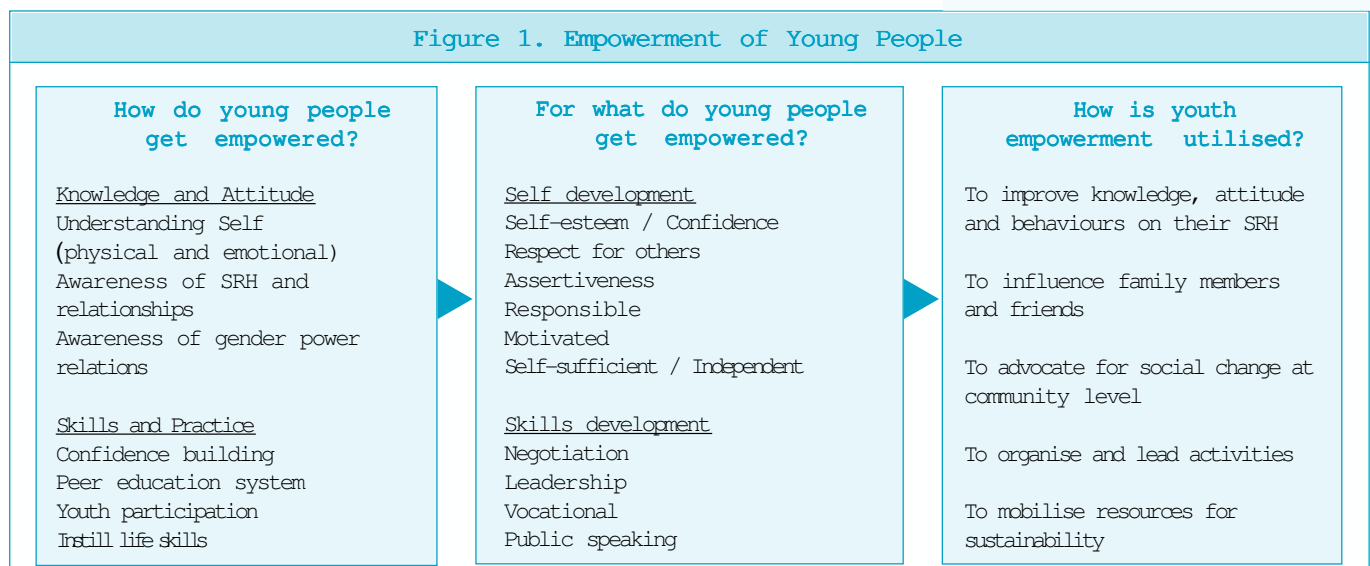 Figure 1. Empowerment of Young People
How do young people
get empowered?
Knowledge and Attitude
Understanding Self
(physical and emotional)
Awareness of SRH and
relationships
Awareness of gender power
relations
Skills and Practice
Confidence building
Peer education system
Youth participation
Instill life skills
For what do young people
get empowered?
Self development
Self-esteem / Confidence
Respect for others
Assertiveness
Responsible
Motivated
Self-sufficient / Independent
Skills development
Negotiation
Leadership
Vocational
Public speaking
How is youth
empowerment utilised?
To improve knowledge, attitude
and behaviours on their SRH
To influence family members
and friends
To advocate for social change at
community level
To organise and lead activities
To mobilise resources for
sustainability